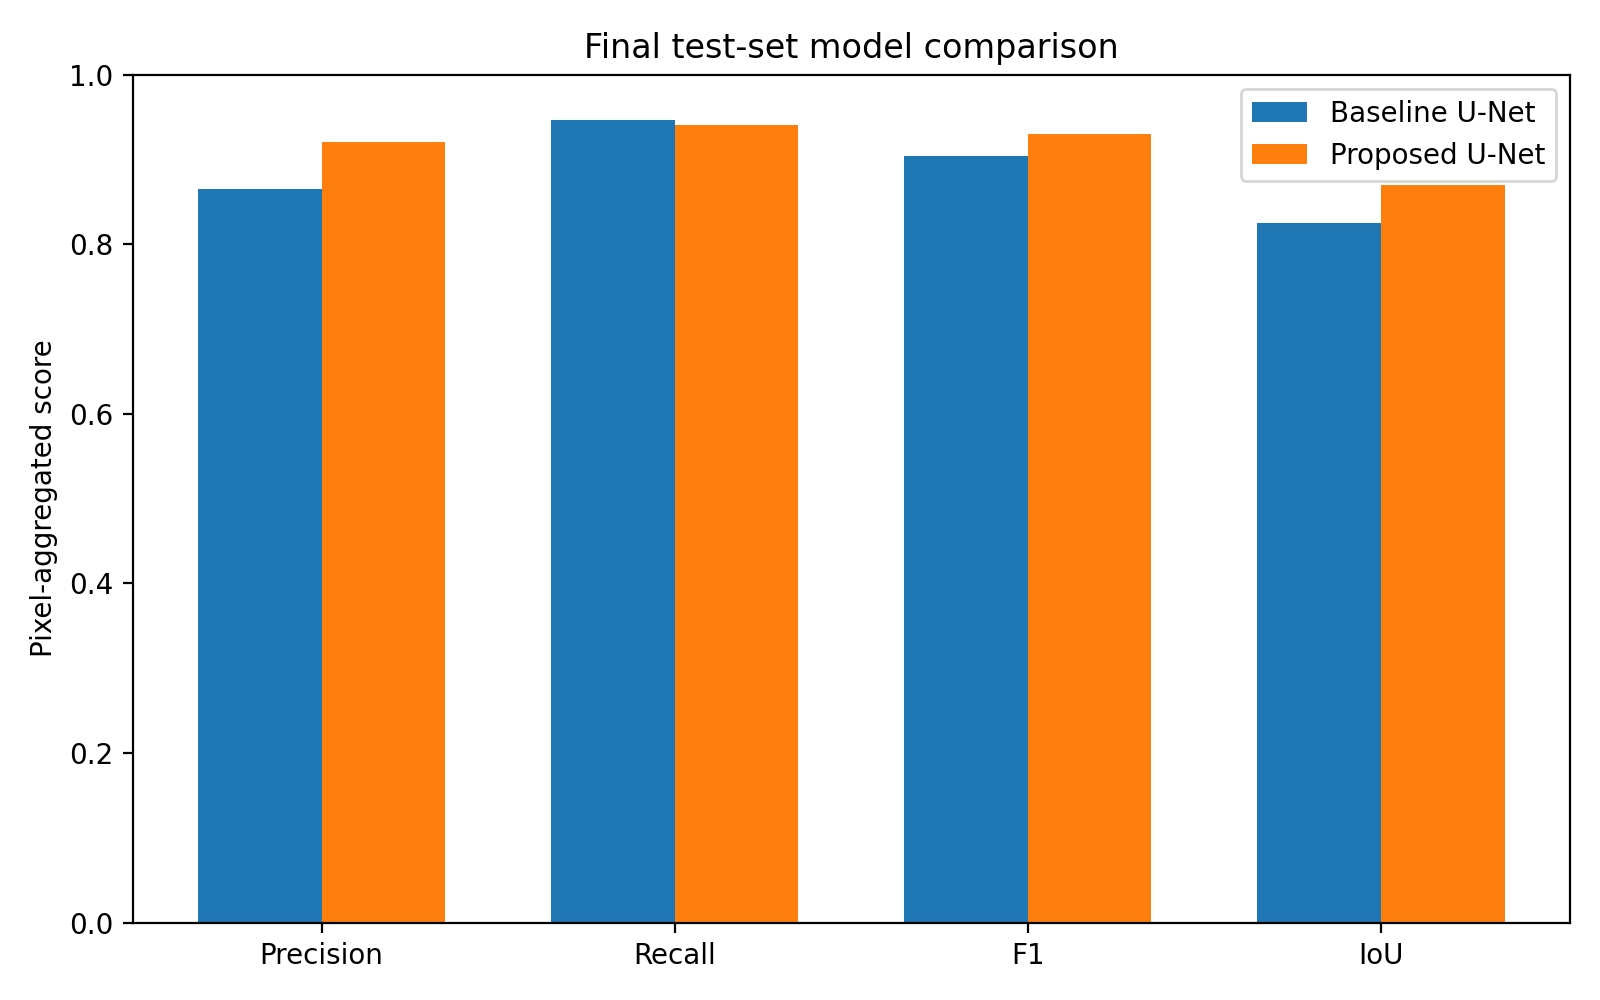 Final test-set model comparison
Baseline U-Net
Proposed U-Net
Pixel-aggregated score
1.0
0.8
0.6
0.4
0.2
0.0
Precision
Recall
F1
IoU